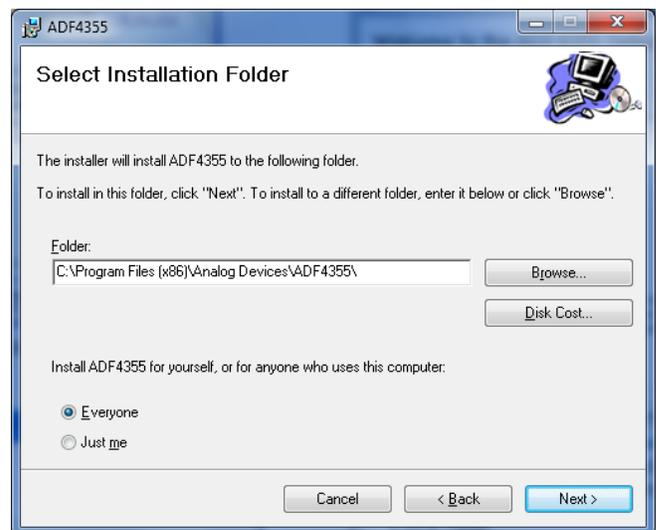 ADF4355
Select Installation Folder
The installer will install ADF4355 to the following folder.
To install in this folder, click "Next". To install to a different folder, enter it below or click "Browse".
Folder:
C:\Program Files (x86)\Analog Devices\ADF4355\
Browse...
Disk Cost...
Install ADF4355 for yourself, or for anyone who uses this computer:
Everyone
Just me
Cancel
< Back
Next >